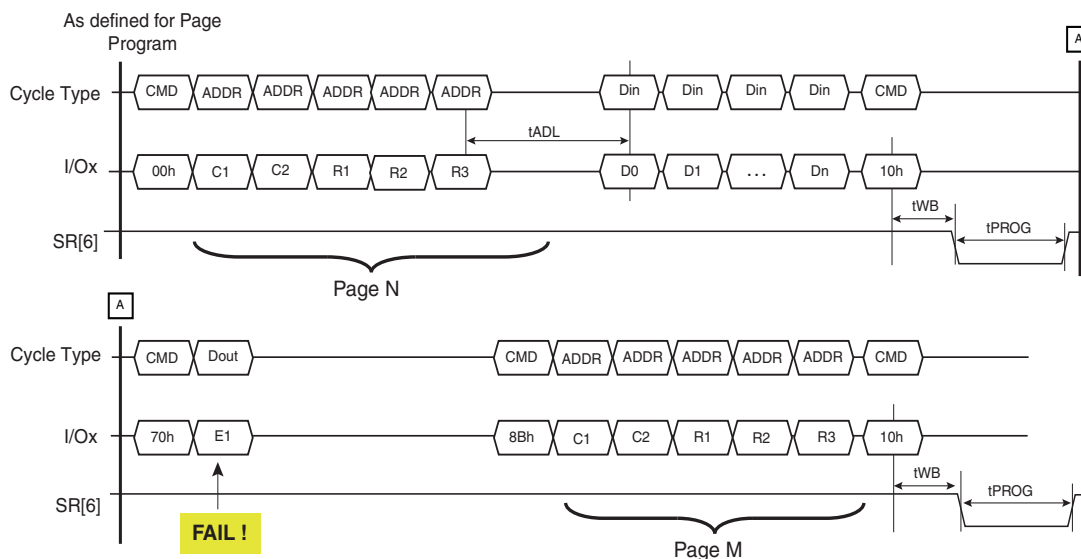 As defined for Page
Program
A
Cycle Type CMD ADDR ADDR ADDR ADDR ADDR Din Din Din Din CMD
tADL
I/Ox 00h C1 C2 R1 R2 R3 D0 D1 ... Dn 10h
tWB
SR[6] tPROG
Page N
A
Cycle Type CMD Dout CMD ADDR ADDR ADDR ADDR ADDR CMD
I/Ox 70h E1 8Bh C1 C2 R1 R2 R3 10h
tWB
SR[6] tPROG
FAIL !
Page M